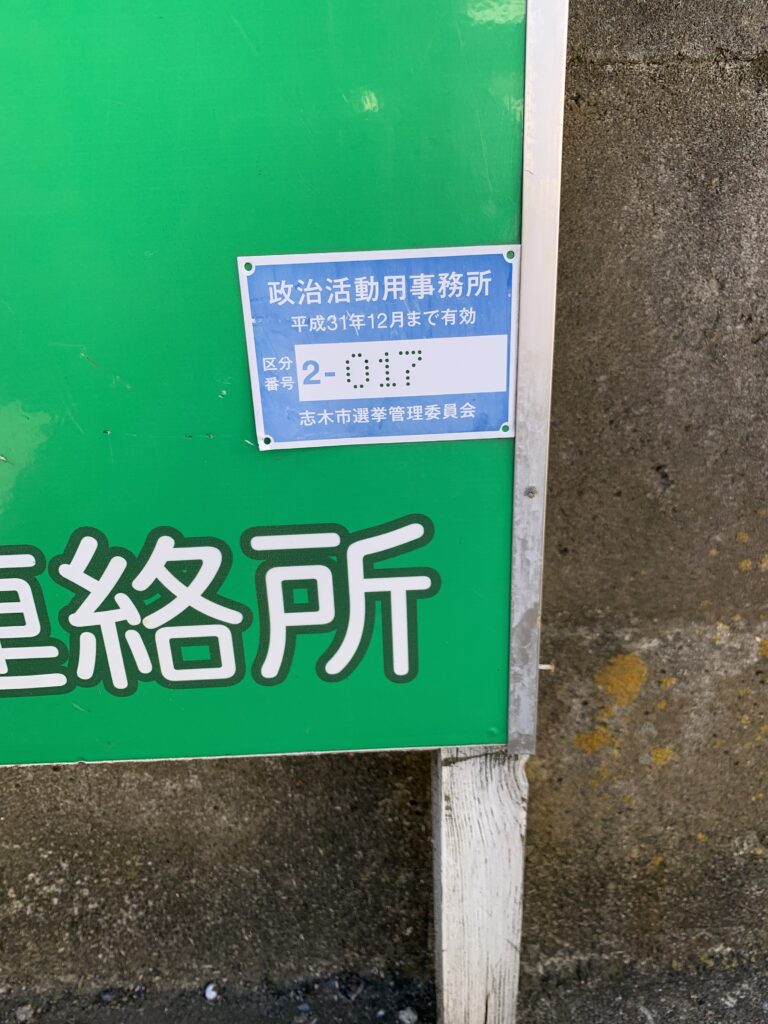 政治活動用事務所
平成31年12月まで有効
区分
番号
2-017
志木市選挙管理委員会
連絡所